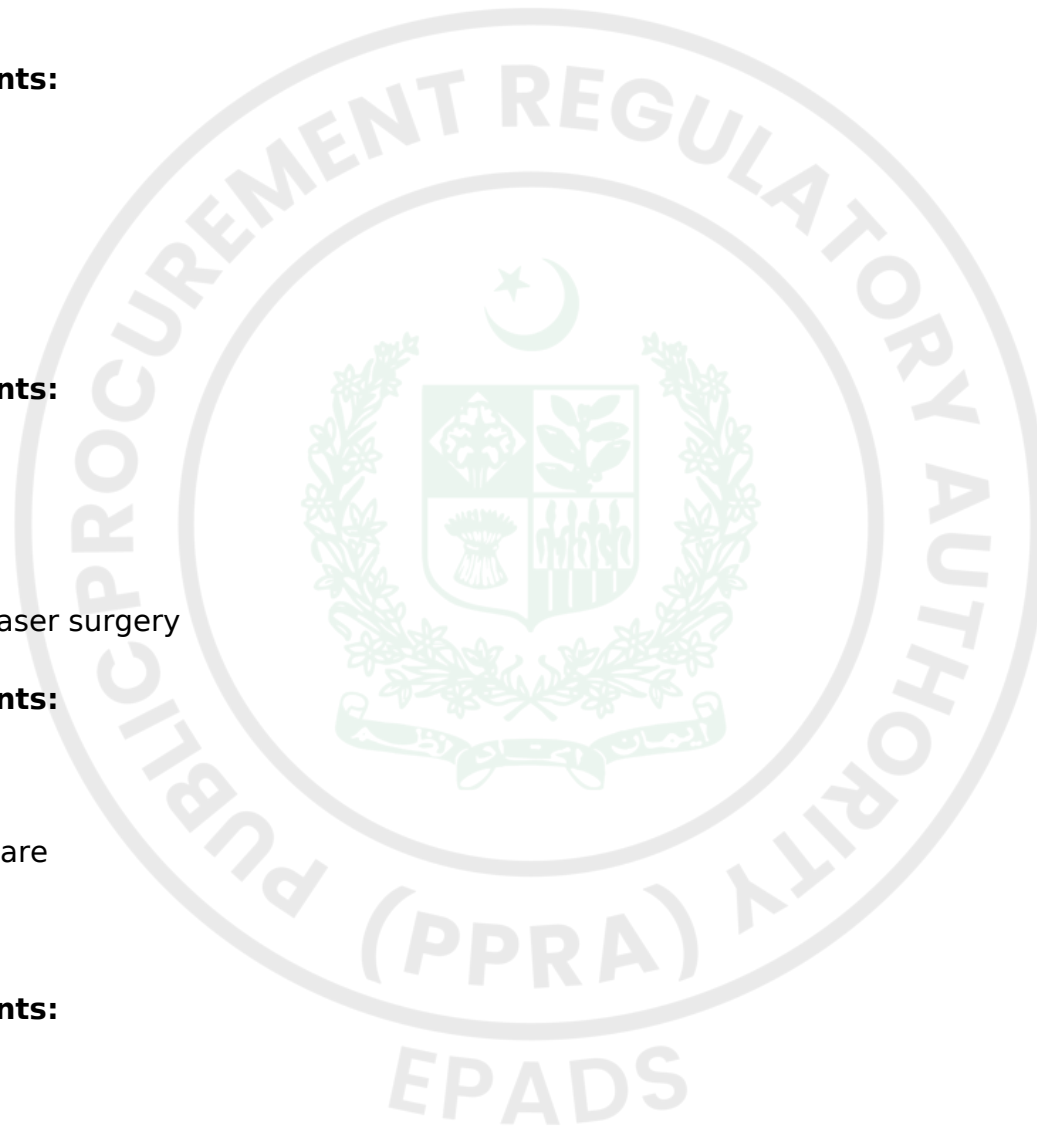 nts:
nts:
aser surgery
nts:
are
nts:
PUBLIC PROCUREMENT REGULATORY AUTHORITY
(PPRA)
EPADS